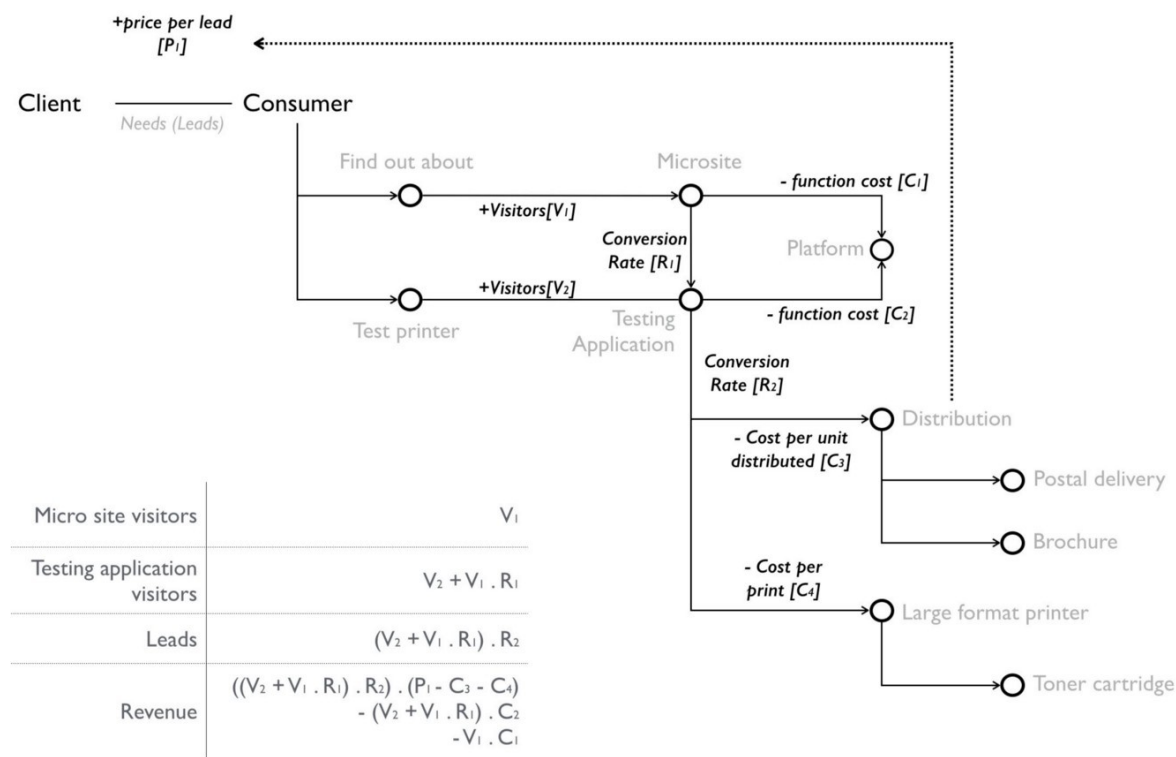 +price per lead
[P₁]
Client
Consumer
Needs (Leads)
Find out about
Microsite
- function cost [C₁]
+Visitors[V₁]
Conversion
Rate [R₁]
Platform
+Visitors[V₂]
Test printer
Testing
Application
- function cost [C₂]
Conversion
Rate [R₂]
Distribution
- Cost per unit
distributed [C₃]
Postal delivery
Brochure
- Cost per
print [C₄]
Large format printer
Toner cartridge
Micro site visitors V₁
Testing application
visitors V₂ + V₁ . R₁
Leads (V₂ + V₁ . R₁) . R₂
Revenue ((V₂ + V₁ . R₁) . R₂) . (P₁ - C₃ - C₄)
- (V₂ + V₁ . R₁) . C₂
- V₁ . C₁